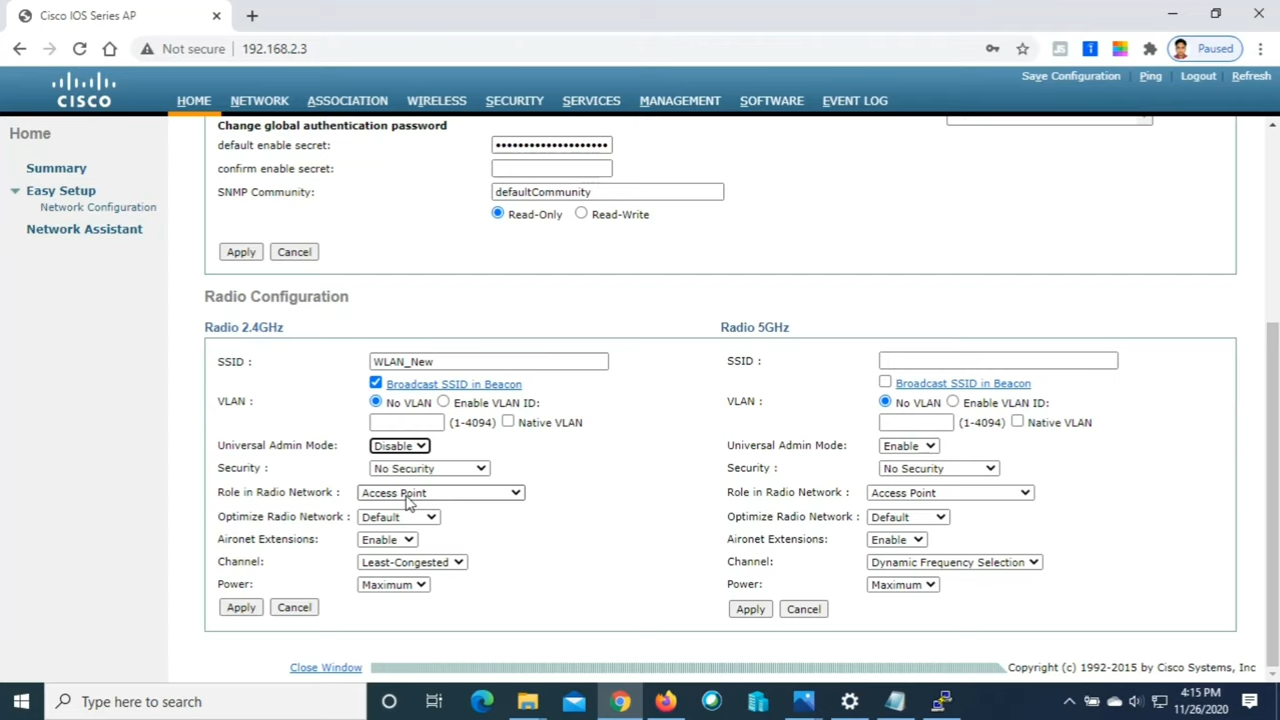 Cisco IOS Series AP
Not secure 192.168.2.3
JS
Paused
CISCO
Save Configuration Ping Logout Refresh
HOME NETWORK ASSOCIATION WIRELESS SECURITY SERVICES MANAGEMENT SOFTWARE EVENT LOG
Home
Summary
Easy Setup
Network Configuration
Network Assistant
Change global authentication password
default enable secret: ••••••••••••••••••••
confirm enable secret:
SNMP Community: defaultCommunity
Read-Only Read-Write
Apply Cancel
Radio Configuration
Radio 2.4GHz
SSID : WLAN_New
Broadcast SSID in Beacon
VLAN : No VLAN Enable VLAN ID:
(1-4094) Native VLAN
Universal Admin Mode: Disable
Security : No Security
Role in Radio Network : Access Point
Optimize Radio Network : Default
Aironet Extensions: Enable
Channel: Least-Congested
Power: Maximum
Apply Cancel
Radio 5GHz
SSID :
Broadcast SSID in Beacon
VLAN : No VLAN Enable VLAN ID:
(1-4094) Native VLAN
Universal Admin Mode: Enable
Security : No Security
Role in Radio Network : Access Point
Optimize Radio Network : Default
Aironet Extensions: Enable
Channel: Dynamic Frequency Selection
Power: Maximum
Apply Cancel
Close Window
Copyright (c) 1992-2015 by Cisco Systems, Inc
Type here to search
4:15 PM
11/26/2020